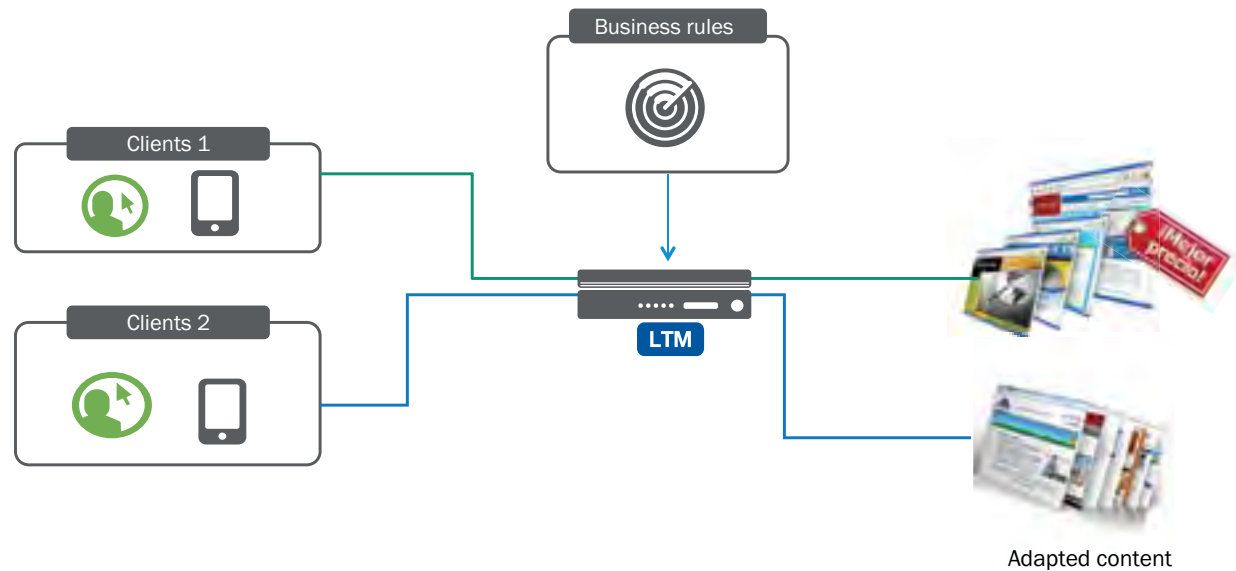 Business rules
Clients 1
¡Mejor
precio!
Clients 2
LTM
Adapted content